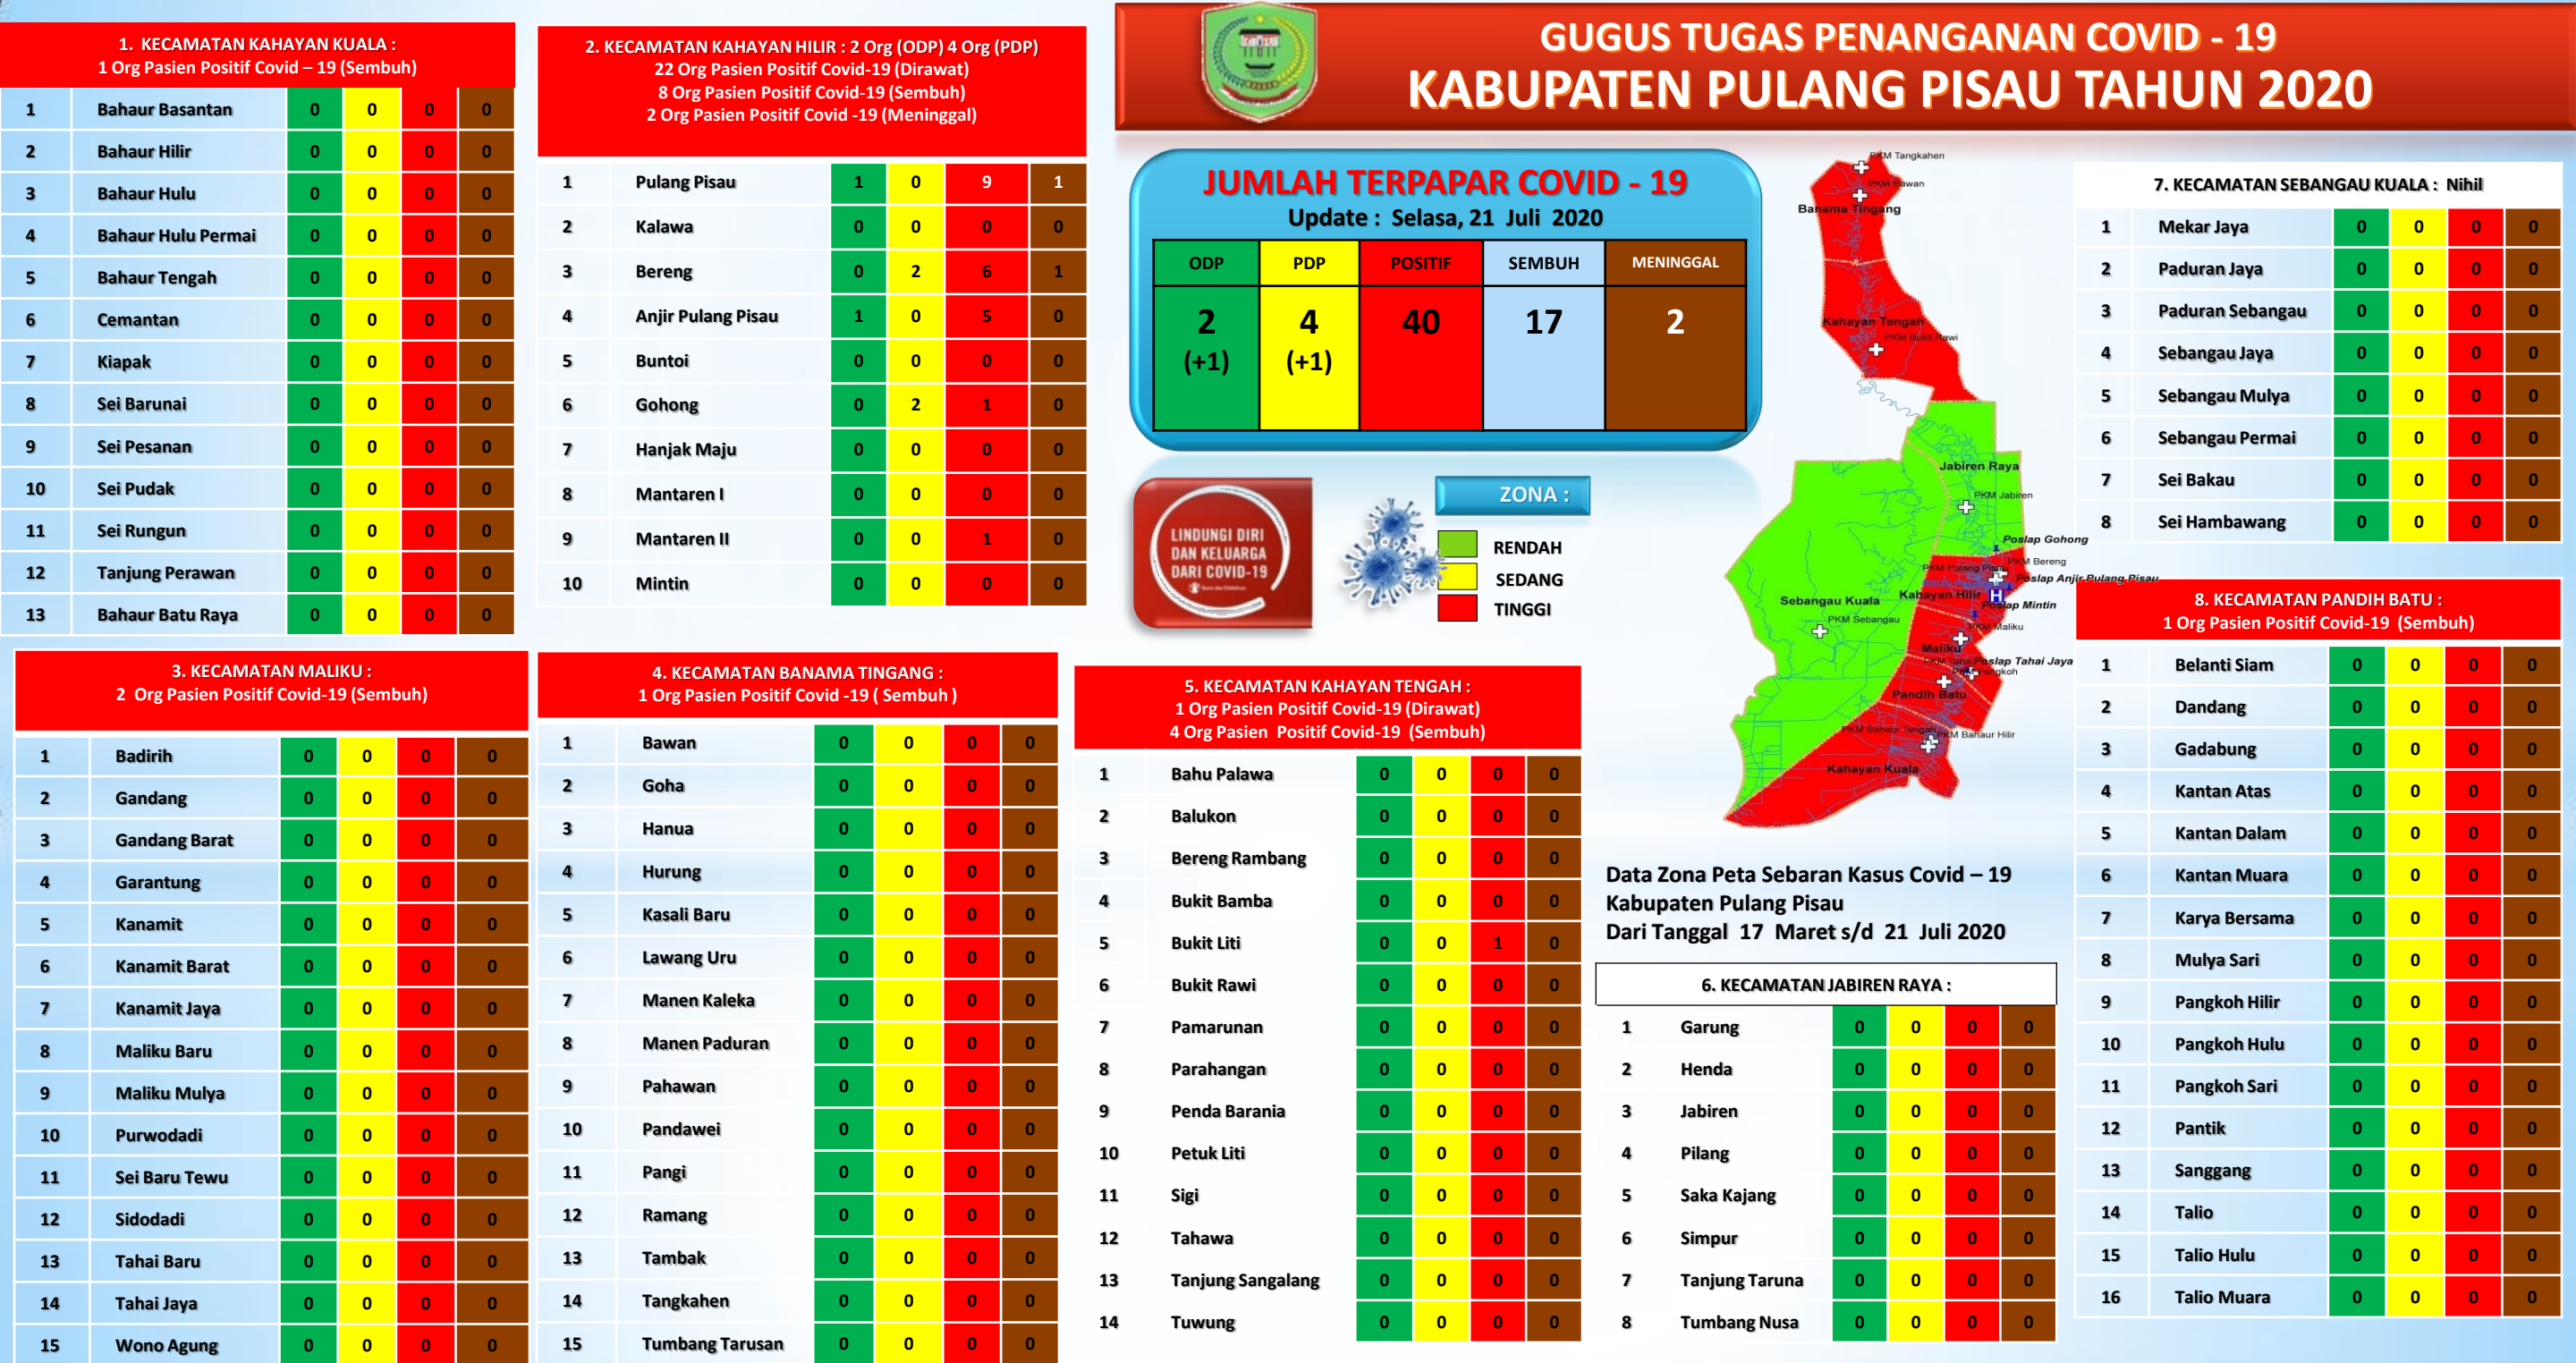 GUGUS TUGAS PENANGANAN COVID - 19
KABUPATEN PULANG PISAU TAHUN 2020
1. KECAMATAN KAHAYAN KUALA :
1 Org Pasien Positif Covid – 19 (Sembuh)
1 Bahaur Basantan 0 0 0 0
2 Bahaur Hilir 0 0 0 0
3 Bahaur Hulu 0 0 0 0
4 Bahaur Hulu Permai 0 0 0 0
5 Bahaur Tengah 0 0 0 0
6 Cemantan 0 0 0 0
7 Kiapak 0 0 0 0
8 Sei Barunai 0 0 0 0
9 Sei Pesanan 0 0 0 0
10 Sei Pudak 0 0 0 0
11 Sei Rungun 0 0 0 0
12 Tanjung Perawan 0 0 0 0
13 Bahaur Batu Raya 0 0 0 0
2. KECAMATAN KAHAYAN HILIR : 2 Org (ODP) 4 Org (PDP)
22 Org Pasien Positif Covid-19 (Dirawat)
8 Org Pasien Positif Covid-19 (Sembuh)
2 Org Pasien Positif Covid -19 (Meninggal)
1 Pulang Pisau 1 0 9 1
2 Kalawa 0 0 0 0
3 Bereng 0 2 6 1
4 Anjir Pulang Pisau 1 0 5 0
5 Buntoi 0 0 0 0
6 Gohong 0 2 1 0
7 Hanjak Maju 0 0 0 0
8 Mantaren I 0 0 0 0
9 Mantaren II 0 0 1 0
10 Mintin 0 0 0 0
JUMLAH TERPAPAR COVID - 19
Update : Selasa, 21 Juli 2020
ODP PDP POSITIF SEMBUH MENINGGAL
2 4 40 17 2
(+1) (+1)
LINDUNGI DIRI
DAN KELUARGA
DARI COVID-19
Save the Children
ZONA :
RENDAH
SEDANG
TINGGI
PKM Tangkahen
PKM Bawan
Banama Tingang
Kahayan Tengah
PKM Bukit Rawi
Jabiren Raya
PKM Jabiren
Poslap Gohong
PKM Bereng
PKM Pulang Pisau
Poslap Anjir Pulang Pisau
Kahayan Hilir
H
Sebangau Kuala
Poslap Mintin
PKM Sebangau
PKM Maliku
Maliku
Poslap Tahai Jaya
Pandih Batu
PKM Bahaur Tengah
PKM Bahaur Hilir
Kahayan Kuala
7. KECAMATAN SEBANGAU KUALA : Nihil
1 Mekar Jaya 0 0 0 0
2 Paduran Jaya 0 0 0 0
3 Paduran Sebangau 0 0 0 0
4 Sebangau Jaya 0 0 0 0
5 Sebangau Mulya 0 0 0 0
6 Sebangau Permai 0 0 0 0
7 Sei Bakau 0 0 0 0
8 Sei Hambawang 0 0 0 0
3. KECAMATAN MALIKU :
2 Org Pasien Positif Covid-19 (Sembuh)
1 Badirih 0 0 0 0
2 Gandang 0 0 0 0
3 Gandang Barat 0 0 0 0
4 Garantung 0 0 0 0
5 Kanamit 0 0 0 0
6 Kanamit Barat 0 0 0 0
7 Kanamit Jaya 0 0 0 0
8 Maliku Baru 0 0 0 0
9 Maliku Mulya 0 0 0 0
10 Purwodadi 0 0 0 0
11 Sei Baru Tewu 0 0 0 0
12 Sidodadi 0 0 0 0
13 Tahai Baru 0 0 0 0
14 Tahai Jaya 0 0 0 0
15 Wono Agung 0 0 0 0
4. KECAMATAN BANAMA TINGANG :
1 Org Pasien Positif Covid -19 ( Sembuh )
1 Bawan 0 0 0 0
2 Goha 0 0 0 0
3 Hanua 0 0 0 0
4 Hurung 0 0 0 0
5 Kasali Baru 0 0 0 0
6 Lawang Uru 0 0 0 0
7 Manen Kaleka 0 0 0 0
8 Manen Paduran 0 0 0 0
9 Pahawan 0 0 0 0
10 Pandawei 0 0 0 0
11 Pangi 0 0 0 0
12 Ramang 0 0 0 0
13 Tambak 0 0 0 0
14 Tangkahen 0 0 0 0
15 Tumbang Tarusan 0 0 0 0
5. KECAMATAN KAHAYAN TENGAH :
1 Org Pasien Positif Covid-19 (Dirawat)
4 Org Pasien Positif Covid-19 (Sembuh)
1 Bahu Palawa 0 0 0 0
2 Balukon 0 0 0 0
3 Bereng Rambang 0 0 0 0
4 Bukit Bamba 0 0 0 0
5 Bukit Liti 0 0 1 0
6 Bukit Rawi 0 0 0 0
7 Pamarunan 0 0 0 0
8 Parahangan 0 0 0 0
9 Penda Barania 0 0 0 0
10 Petuk Liti 0 0 0 0
11 Sigi 0 0 0 0
12 Tahawa 0 0 0 0
13 Tanjung Sangalang 0 0 0 0
14 Tuwung 0 0 0 0
Data Zona Peta Sebaran Kasus Covid – 19
Kabupaten Pulang Pisau
Dari Tanggal 17 Maret s/d 21 Juli 2020
6. KECAMATAN JABIREN RAYA :
1 Garung 0 0 0 0
2 Henda 0 0 0 0
3 Jabiren 0 0 0 0
4 Pilang 0 0 0 0
5 Saka Kajang 0 0 0 0
6 Simpur 0 0 0 0
7 Tanjung Taruna 0 0 0 0
8 Tumbang Nusa 0 0 0 0
8. KECAMATAN PANDIH BATU :
1 Org Pasien Positif Covid-19 (Sembuh)
1 Belanti Siam 0 0 0 0
2 Dandang 0 0 0 0
3 Gadabung 0 0 0 0
4 Kantan Atas 0 0 0 0
5 Kantan Dalam 0 0 0 0
6 Kantan Muara 0 0 0 0
7 Karya Bersama 0 0 0 0
8 Mulya Sari 0 0 0 0
9 Pangkoh Hilir 0 0 0 0
10 Pangkoh Hulu 0 0 0 0
11 Pangkoh Sari 0 0 0 0
12 Pantik 0 0 0 0
13 Sanggang 0 0 0 0
14 Talio 0 0 0 0
15 Talio Hulu 0 0 0 0
16 Talio Muara 0 0 0 0